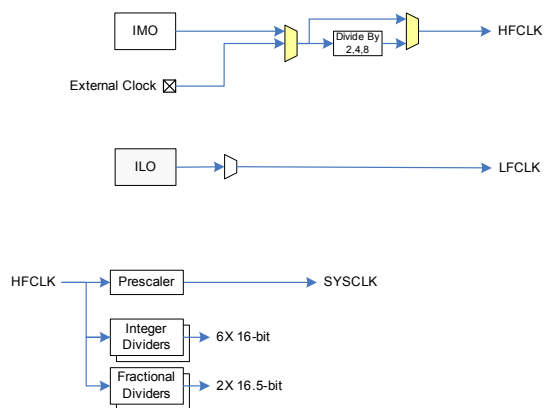 IMO
HFCLK
Divide By
2,4,8
External Clock
ILO
LFCLK
HFCLK
Prescaler
SYSCLK
Integer
Dividers
6X 16-bit
Fractional
Dividers
2X 16.5-bit